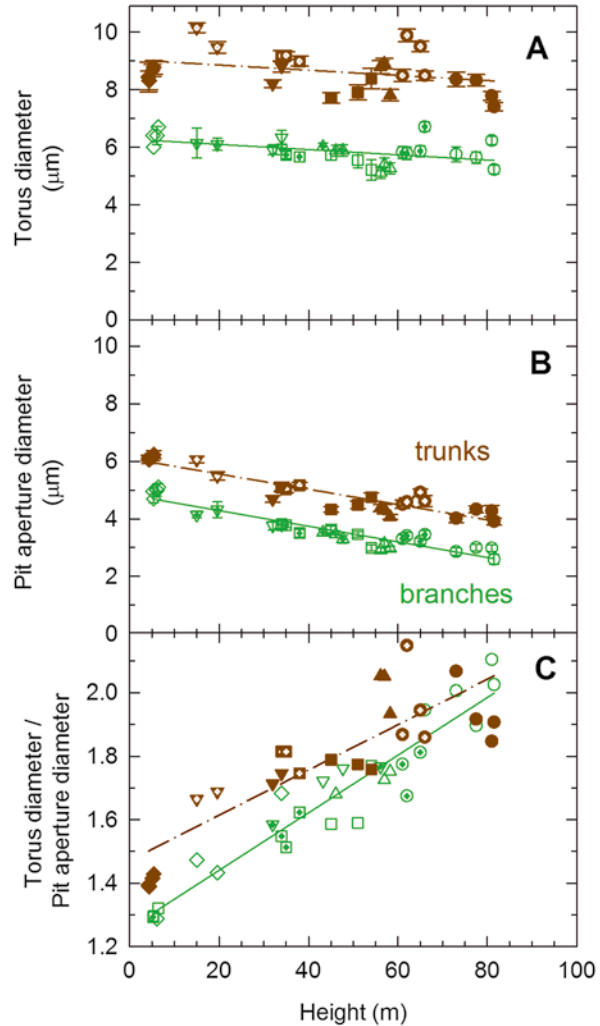 A
Torus diameter
(μm)
10
8
6
4
2
0
B
Pit aperture diameter
(μm)
10
8
6
4
2
0
trunks
branches
C
Torus diameter /
Pit aperture diameter
2.0
1.8
1.6
1.4
1.2
0 20 40 60 80 100
Height (m)